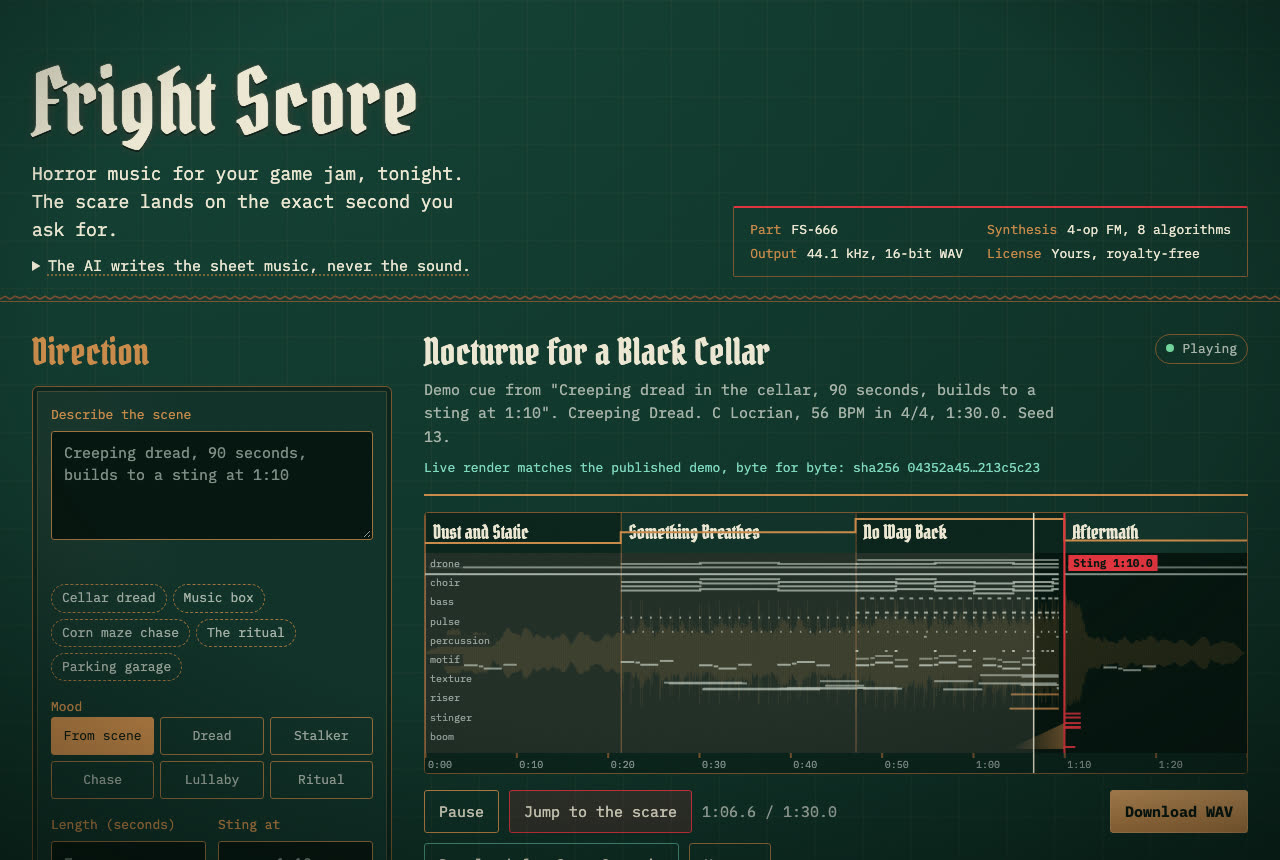 Fright Score
Horror music for your game jam, tonight.
The scare lands on the exact second you
ask for.
The AI writes the sheet music, never the sound.
Part FS-666
Synthesis 4-op FM, 8 algorithms
Output 44.1 kHz, 16-bit WAV
License Yours, royalty-free
Direction
Describe the scene
Creeping dread, 90 seconds,
builds to a sting at 1:10
Cellar dread
Music box
Corn maze chase
The ritual
Parking garage
Mood
From scene
Dread
Stalker
Chase
Lullaby
Ritual
Length (seconds)
Sting at
Nocturne for a Black Cellar
Playing
Demo cue from "Creeping dread in the cellar, 90 seconds, builds to a
sting at 1:10". Creeping Dread. C Locrian, 56 BPM in 4/4, 1:30.0. Seed
13.
Live render matches the published demo, byte for byte: sha256 04352a45…213c5c23
Dust and Static
Something Breathes
No Way Back
Aftermath
Sting 1:10.0
drone
choir
bass
pulse
percussion
motif
texture
riser
stinger
boom
0:00
0:10
0:20
0:30
0:40
0:50
1:00
1:10
1:20
Pause
Jump to the scare
1:06.6 / 1:30.0
Download WAV